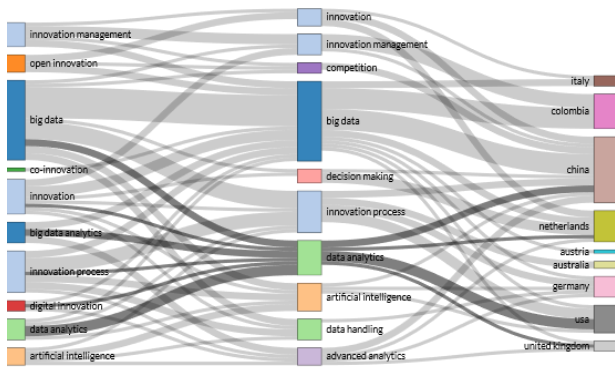 innovation management
open innovation
big data
co-innovation
innovation
big data analytics
innovation process
digital innovation
data analytics
artificial intelligence
innovation
innovation management
competition
big data
decision making
innovation process
data analytics
artificial intelligence
data handling
advanced analytics
italy
colombia
china
netherlands
austria
australia
germany
usa
united kingdom